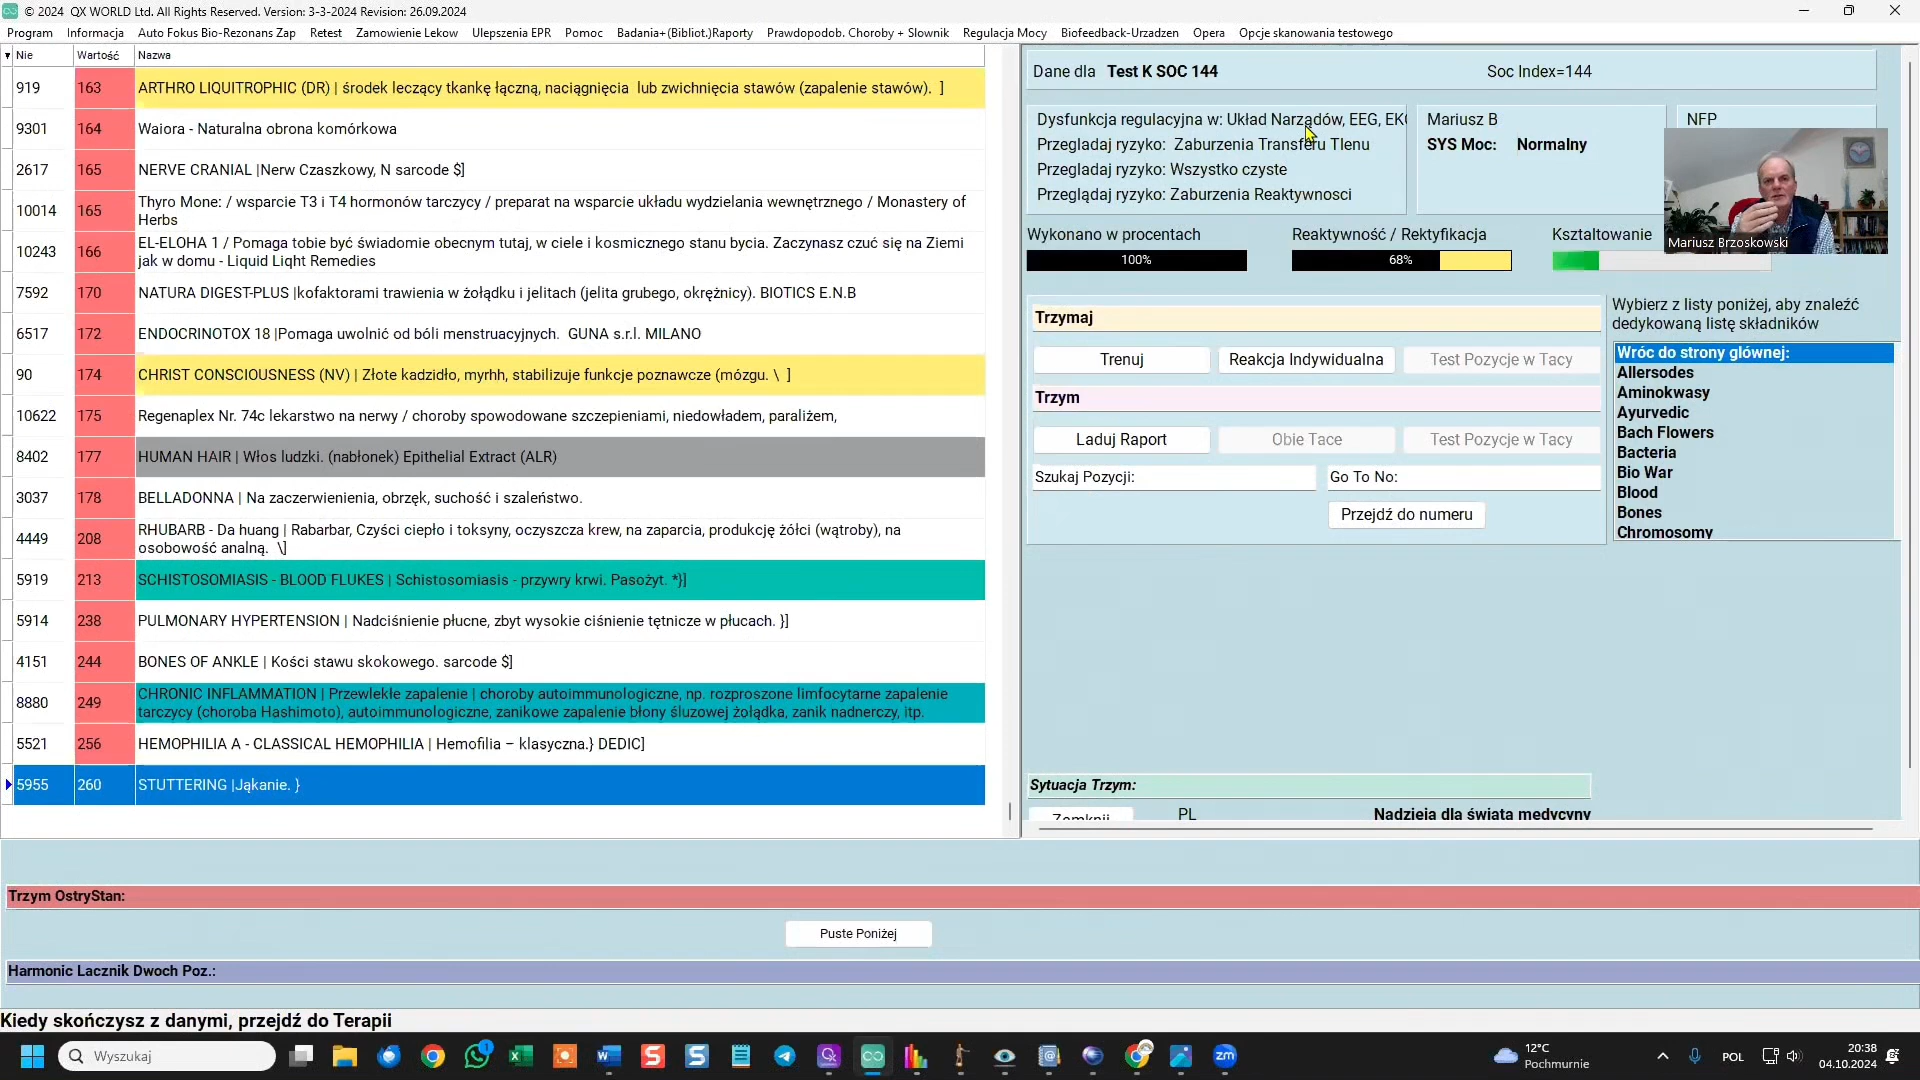 © 2024 QX WORLD Ltd. All Rights Reserved. Version: 3-3-2024 Revision: 26.09.2024
Program Informacja Auto Fokus Bio-Rezonans Zap Retest Zamowienie Lekow Ulepszenia EPR Pomoc Badania+(Bibliot.)Raporty Prawdopodob. Choroby + Slownik Regulacja Mocy Biofeedback-Urzadzen Opera Opcje skanowania testowego
Nie Wartość Nazwa
919 163 ARTHRO LIQUITROPHIC (DR) | środek leczący tkankę łączną, naciągnięcia lub zwichnięcia stawów (zapalenie stawów). ]
9301 164 Waiora - Naturalna obrona komórkowa
2617 165 NERVE CRANIAL |Nerw Czaszkowy, N sarcode $]
10014 165 Thyro Mone: / wsparcie T3 i T4 hormonów tarczycy / preparat na wsparcie układu wydzielania wewnętrznego / Monastery of
Herbs
10243 166 EL-ELOHA 1 / Pomaga tobie być świadomie obecnym tutaj, w ciele i kosmicznego stanu bycia. Zaczynasz czuć się na Ziemi
jak w domu - Liquid Liqht Remedies
7592 170 NATURA DIGEST-PLUS |kofaktorami trawienia w żołądku i jelitach (jelita grubego, okrężnicy). BIOTICS E.N.B
6517 172 ENDOCRINOTOX 18 |Pomaga uwolnić od bóli menstruacyjnych. GUNA s.r.l. MILANO
90 174 CHRIST CONSCIOUSNESS (NV) | Złote kadzidło, myrhh, stabilizuje funkcje poznawcze (mózgu. \ ]
10622 175 Regenaplex Nr. 74c lekarstwo na nerwy / choroby spowodowane szczepieniami, niedowładem, paraliżem,
8402 177 HUMAN HAIR | Włos ludzki. (nabłonek) Epithelial Extract (ALR)
3037 178 BELLADONNA | Na zaczerwienienia, obrzęk, suchość i szaleństwo.
4449 208 RHUBARB - Da huang | Rabarbar, Czyści ciepło i toksyny, oczyszcza krew, na zaparcia, produkcję żółci (wątroby), na
osobowość analną. \]
5919 213 SCHISTOSOMIASIS - BLOOD FLUKES | Schistosomiasis - przywry krwi. Pasożyt. *}]
5914 238 PULMONARY HYPERTENSION | Nadciśnienie płucne, zbyt wysokie ciśnienie tętnicze w płucach. }]
4151 244 BONES OF ANKLE | Kości stawu skokowego. sarcode $]
8880 249 CHRONIC INFLAMMATION | Przewlekłe zapalenie | choroby autoimmunologiczne, np. rozproszone limfocytarne zapalenie
tarczycy (choroba Hashimoto), autoimmunologiczne, zanikowe zapalenie błony śluzowej żołądka, zanik nadnerczy, itp.
5521 256 HEMOPHILIA A - CLASSICAL HEMOPHILIA | Hemofilia – klasyczna.} DEDIC]
5955 260 STUTTERING |Jąkanie. }
Dane dla Test K SOC 144 Soc Index=144
Dysfunkcja regulacyjna w: Układ Narządów, EEG, EK
Przegladaj ryzyko: Zaburzenia Transferu Tlenu
Przegladaj ryzyko: Wszystko czyste
Przeglądaj ryzyko: Zaburzenia Reaktywnosci
Mariusz B
SYS Moc: Normalny
NFP
Mariusz Brzoskowski
Wykonano w procentach Reaktywność / Rektyfikacja Ksztaltowanie
100% 68%
Trzymaj
Trenuj Reakcja Indywidualna Test Pozycje w Tacy
Trzym
Laduj Raport Obie Tace Test Pozycje w Tacy
Szukaj Pozycji: Go To No:
Przejdź do numeru
Wybierz z listy poniżej, aby znaleźć
dedykowaną listę składników
Wróc do strony glównej:
Allersodes
Aminokwasy
Ayurvedic
Bach Flowers
Bacteria
Bio War
Blood
Bones
Chromosomy
Sytuacja Trzym:
Zamknij PL Nadzieja dla świata medycyny
Trzym OstryStan:
Puste Poniżej
Harmonic Lacznik Dwoch Poz.:
Kiedy skończysz z danymi, przejdź do Terapii
Wyszukaj
1
zm
12°C
Pochmurnie
POL
20:38
04.10.2024